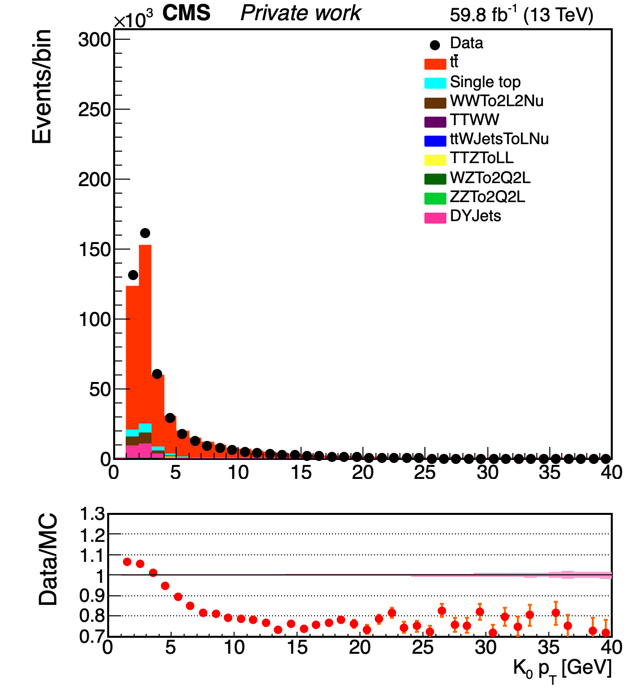 ×10³ CMS Private work 59.8 fb⁻¹ (13 TeV)
Events/bin
300
250
200
150
100
50
0
0 5 10 15 20 25 30 35 40
Data
tt̄
Single top
WWTo2L2Nu
TTWW
ttWJetsToLNu
TTZToLL
WZTo2Q2L
ZZTo2Q2L
DYJets
Data/MC
1.3
1.2
1.1
1
0.9
0.8
0.7
0 5 10 15 20 25 30 35 40
K₀ p_T [GeV]